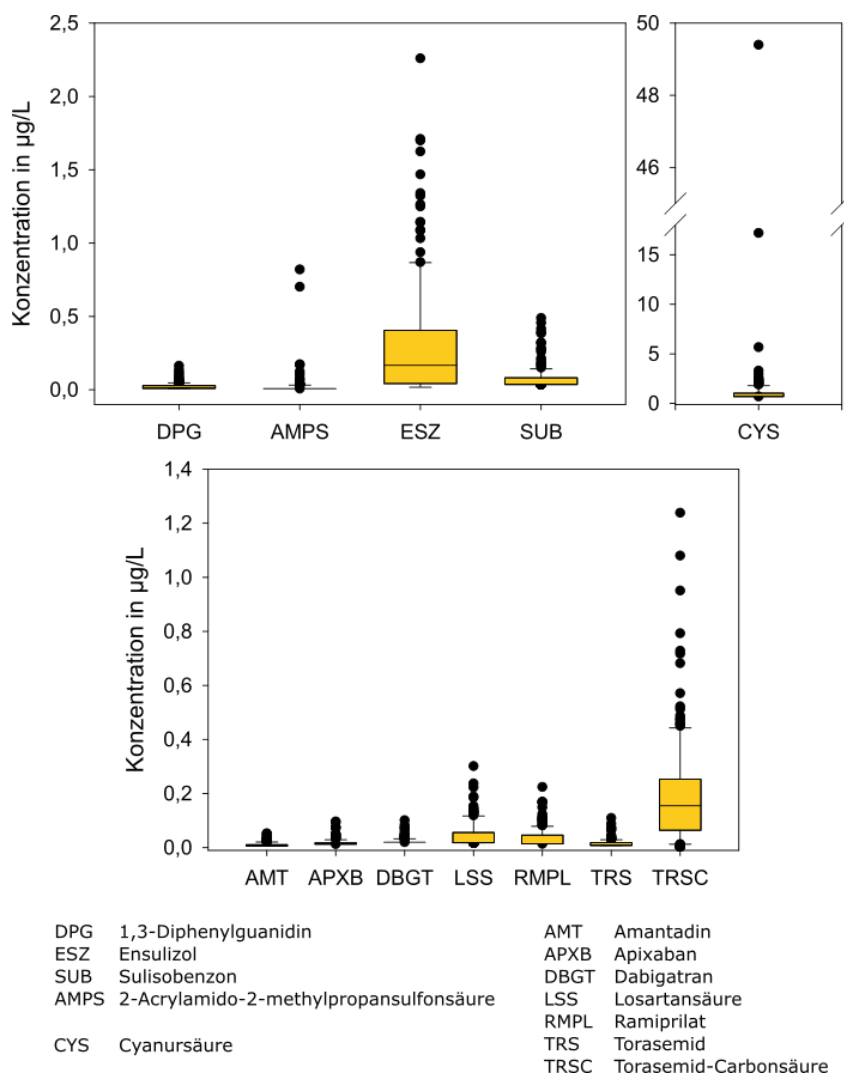 Konzentration in µg/L
2,5
2,0
1,5
1,0
0,5
0,0
DPG AMPS ESZ SUB
50
48
46
15
10
5
0
CYS
Konzentration in µg/L
1,4
1,2
1,0
0,8
0,6
0,4
0,2
0,0
AMT APXB DBGT LSS RMPL TRS TRSC
DPG 1,3-Diphenylguanidin
ESZ Ensulizol
SUB Sulisobenzon
AMPS 2-Acrylamido-2-methylpropansulfonsäure
CYS Cyanursäure
AMT Amantadin
APXB Apixaban
DBGT Dabigatran
LSS Losartansäure
RMPL Ramiprilat
TRS Torasemid
TRSC Torasemid-Carbonsäure